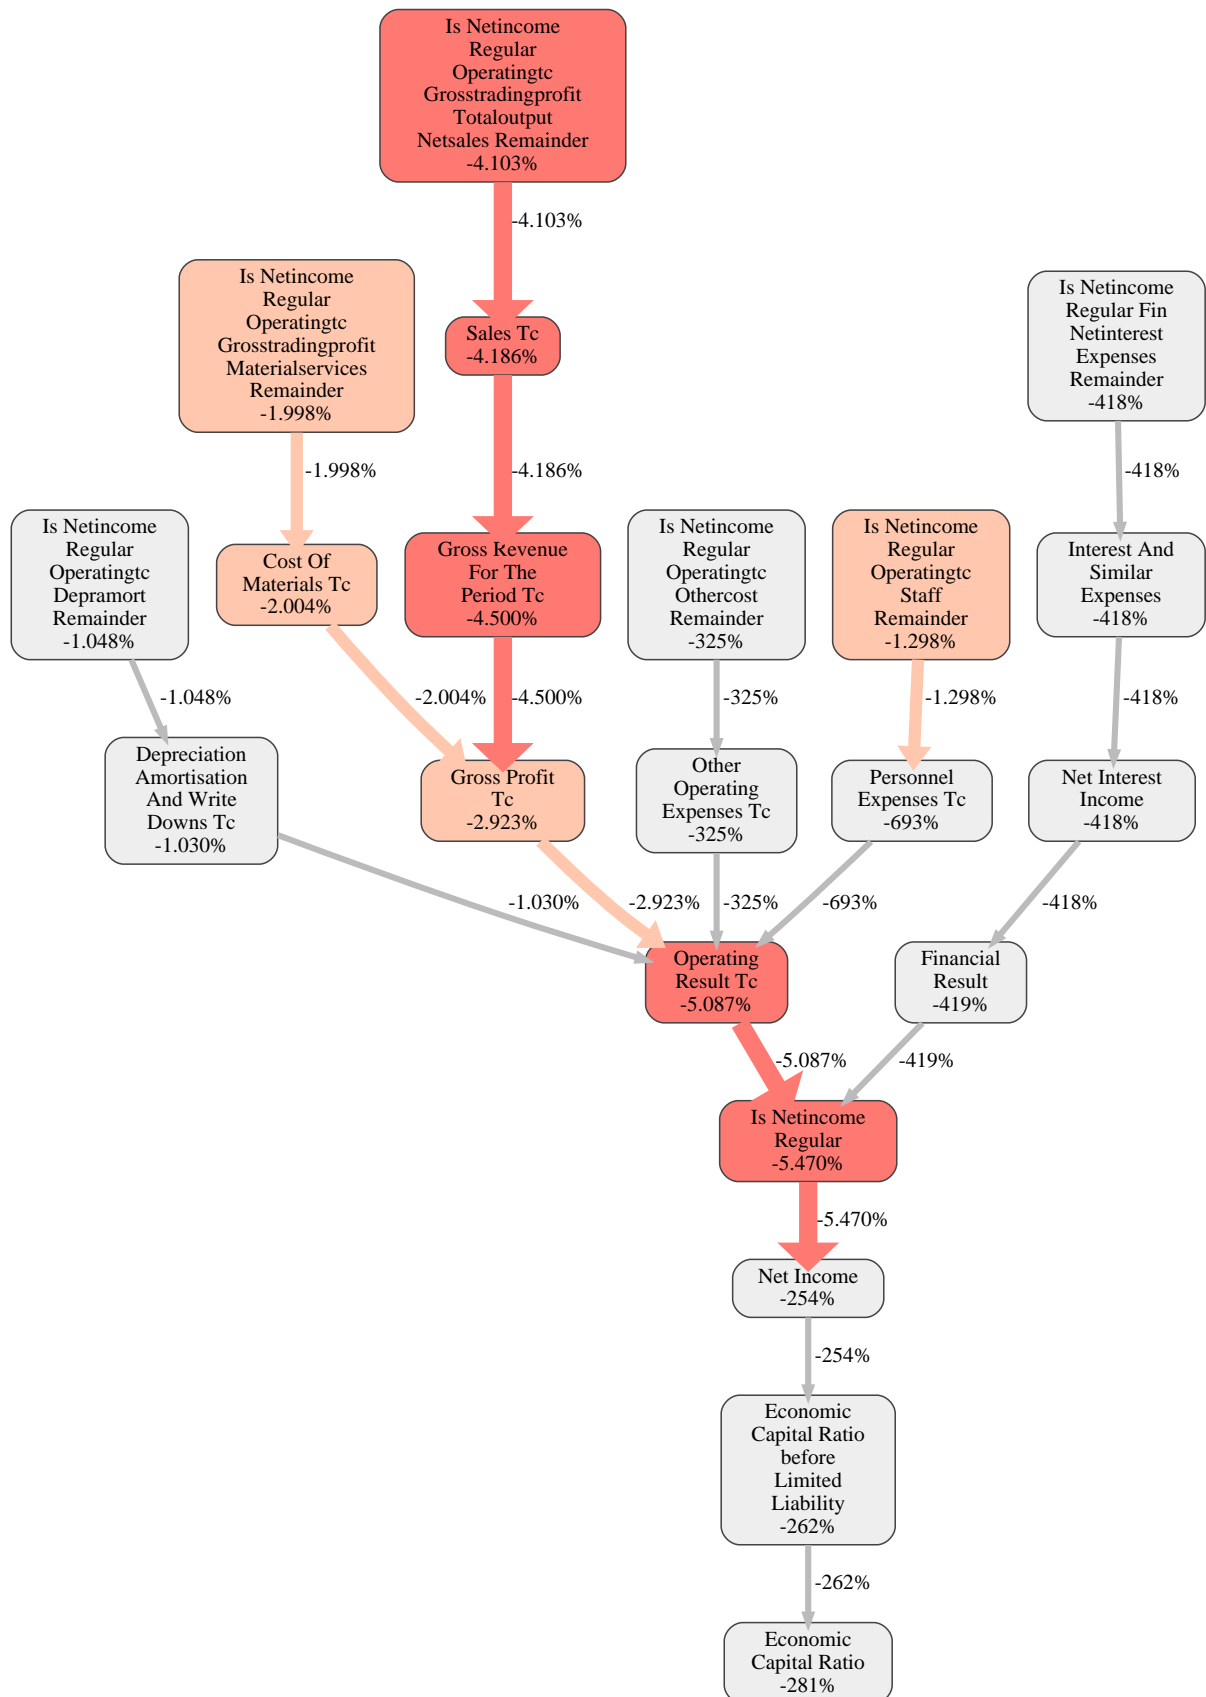 Is Netincome
Regular
Operatingtc
Grosstradingprofit
Totaloutput
Netsales Remainder
-4.103%
-4.103%
Is Netincome
Regular
Operatingtc
Grosstradingprofit
Materialservices
Remainder
-1.998%
Sales Tc
-4.186%
Is Netincome
Regular Fin
Netinterest
Expenses
Remainder
-418%
-1.998%
-4.186%
-418%
Is Netincome
Regular
Operatingtc
Depramort
Remainder
-1.048%
Cost Of
Materials Tc
-2.004%
Gross Revenue
For The
Period Tc
-4.500%
Is Netincome
Regular
Operatingtc
Othercost
Remainder
-325%
Is Netincome
Regular
Operatingtc
Staff
Remainder
-1.298%
Interest And
Similar
Expenses
-418%
-1.048%
-2.004%
-4.500%
-325%
-1.298%
-418%
Depreciation
Amortisation
And Write
Downs Tc
-1.030%
Gross Profit
Tc
-2.923%
Other
Operating
Expenses Tc
-325%
Personnel
Expenses Tc
-693%
Net Interest
Income
-418%
-1.030%
-2.923%
-325%
-693%
-418%
Operating
Result Tc
-5.087%
Financial
Result
-419%
-5.087%
-419%
Is Netincome
Regular
-5.470%
-5.470%
Net Income
-254%
-254%
Economic
Capital Ratio
before
Limited
Liability
-262%
-262%
Economic
Capital Ratio
-281%